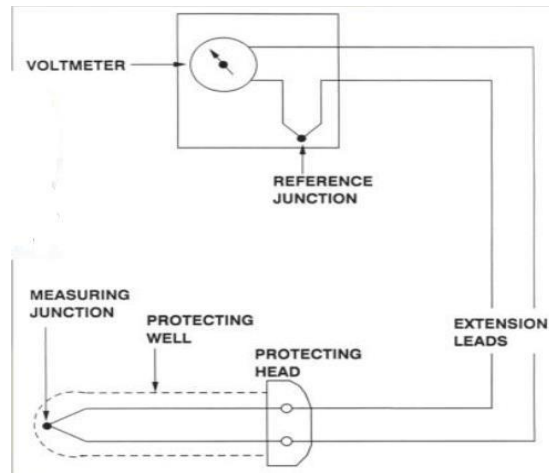 VOLTMETER
REFERENCE
JUNCTION
MEASURING
JUNCTION
PROTECTING
WELL
PROTECTING
HEAD
EXTENSION
LEADS